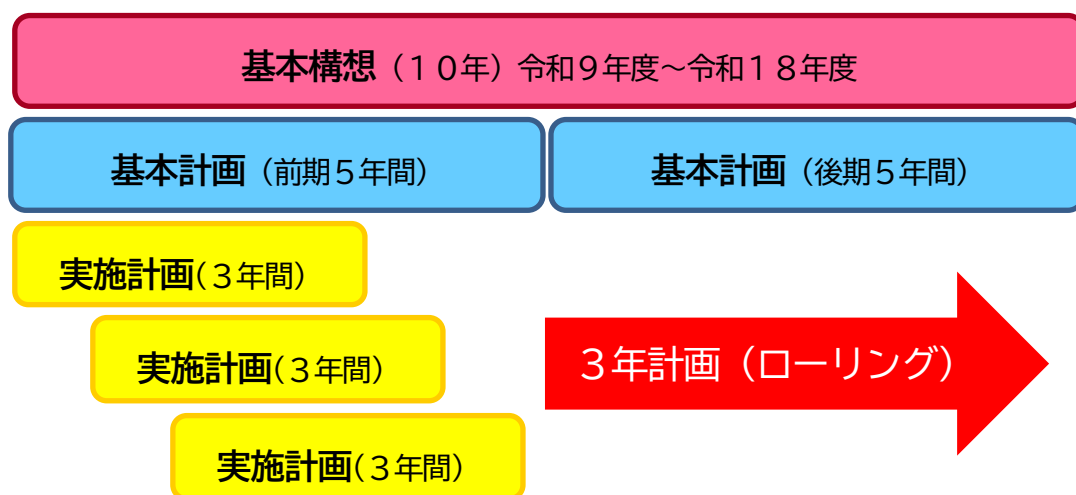 基本構想（１０年）令和９年度～令和１８年度
基本計画（前期５年間）
基本計画（後期５年間）
実施計画(３年間)
実施計画(３年間)
３年計画（ローリング）
実施計画(３年間)